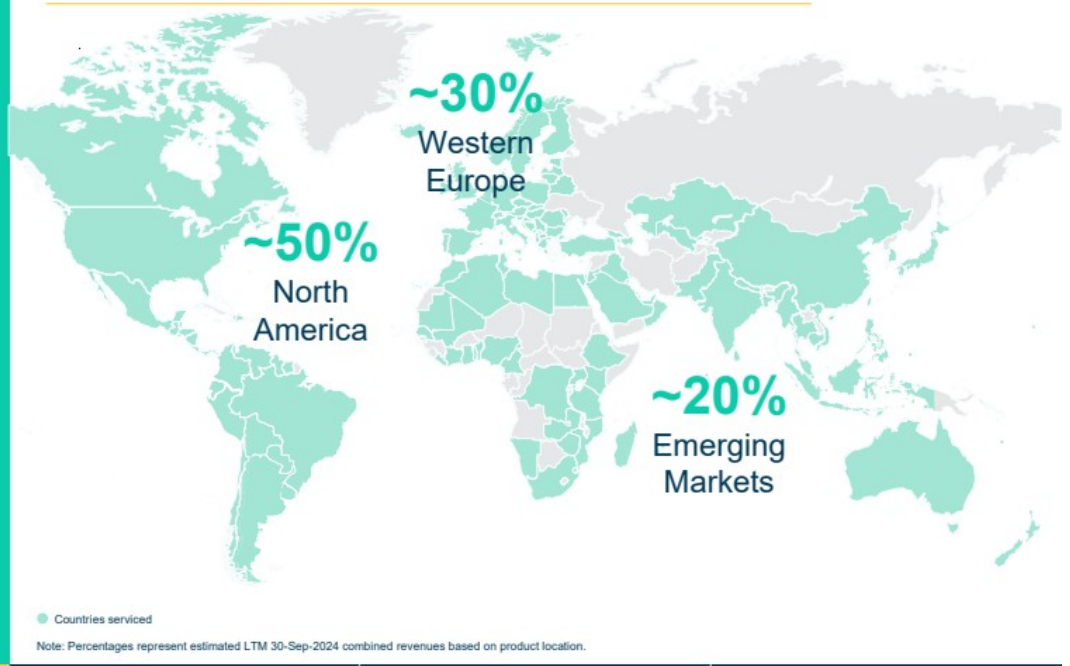 ~30%
Western
Europe
~50%
North
America
~20%
Emerging
Markets
Countries serviced
Note: Percentages represent estimated LTM 30-Sep-2024 combined revenues based on product location.